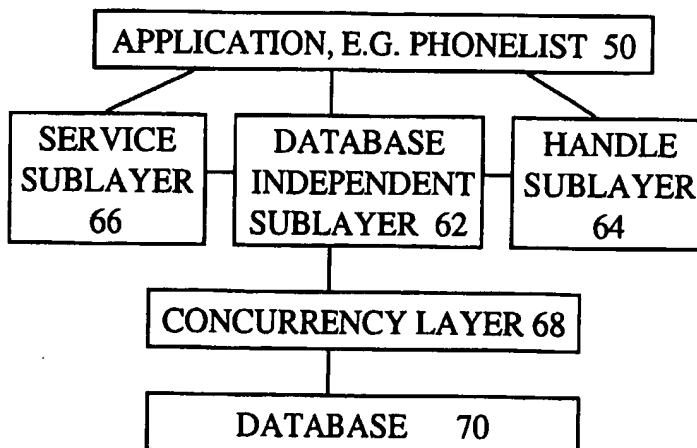 APPLICATION, E.G. PHONELIST 50
SERVICE
SUBLAYER
66
DATABASE
INDEPENDENT
SUBLAYER 62
HANDLE
SUBLAYER
64
CONCURRENCY LAYER 68
DATABASE 70